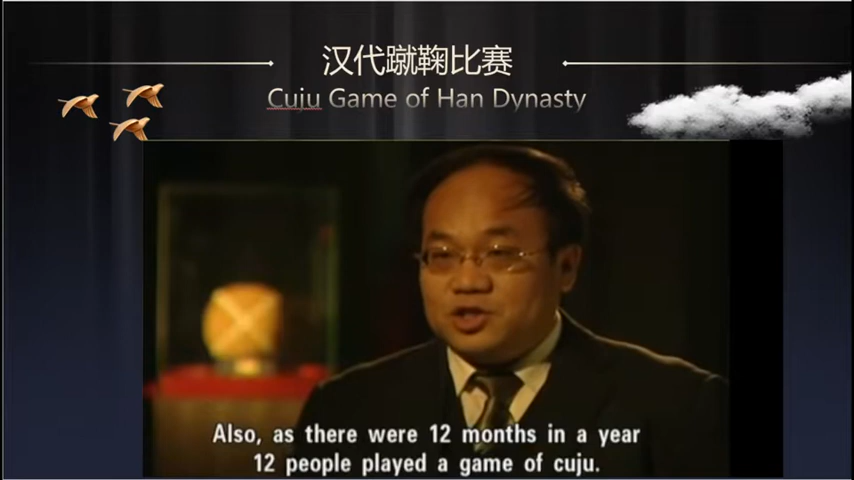 汉代蹴鞠比赛
Cuju Game of Han Dynasty
Also, as there were 12 months in a year
12 people played a game of cuju.